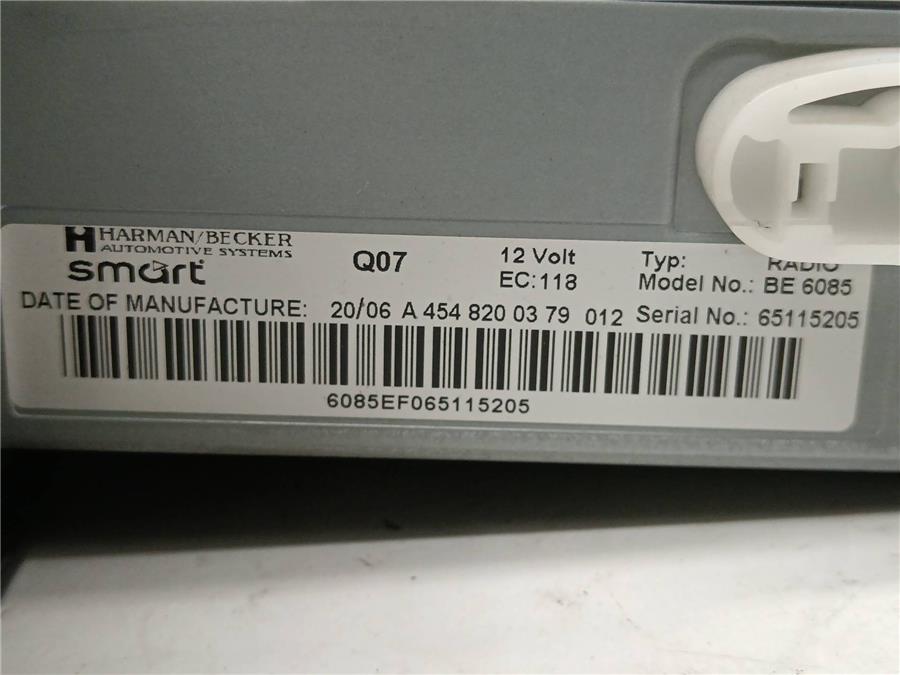 HARMAN/BECKER
AUTOMOTIVE SYSTEMS
smart
Q07
12 Volt
EC:118
Typ: RADIO
Model No.: BE 6085
DATE OF MANUFACTURE: 20/06 A 454 820 03 79 012 Serial No.: 65115205
6085EF065115205